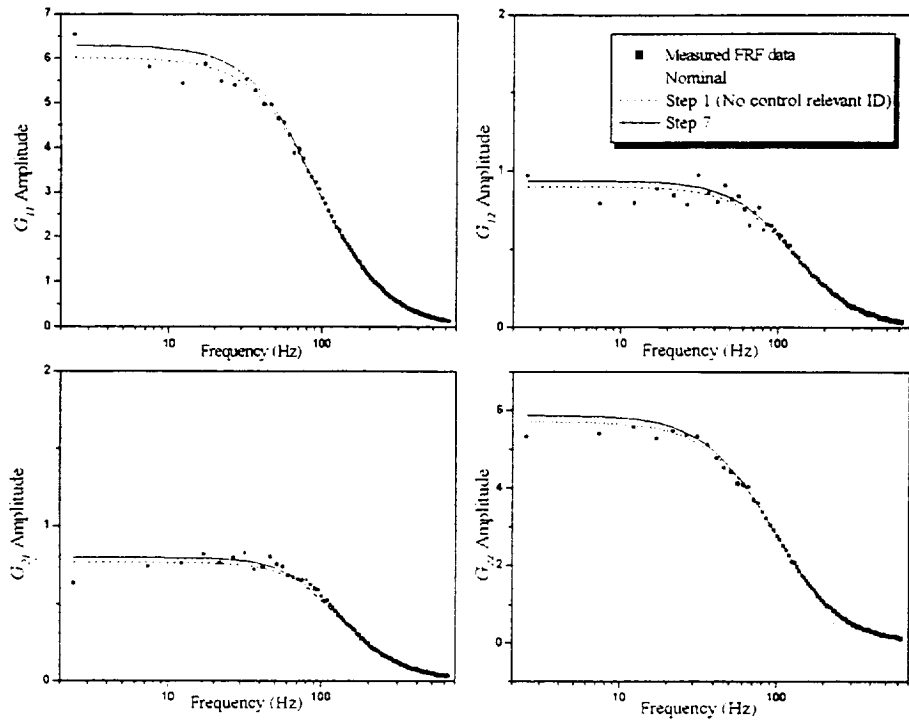 7
6
5
4
3
2
1
0
G11 Amplitude
10
100
Frequency (Hz)
2
1
0
G12 Amplitude
Measured FRF data
Nominal
Step 1 (No control relevant ID)
Step 7
10
100
Frequency (Hz)
2
1
0
G21 Amplitude
10
100
Frequency (Hz)
6
4
2
0
Amplitude
10
100
Frequency (Hz)